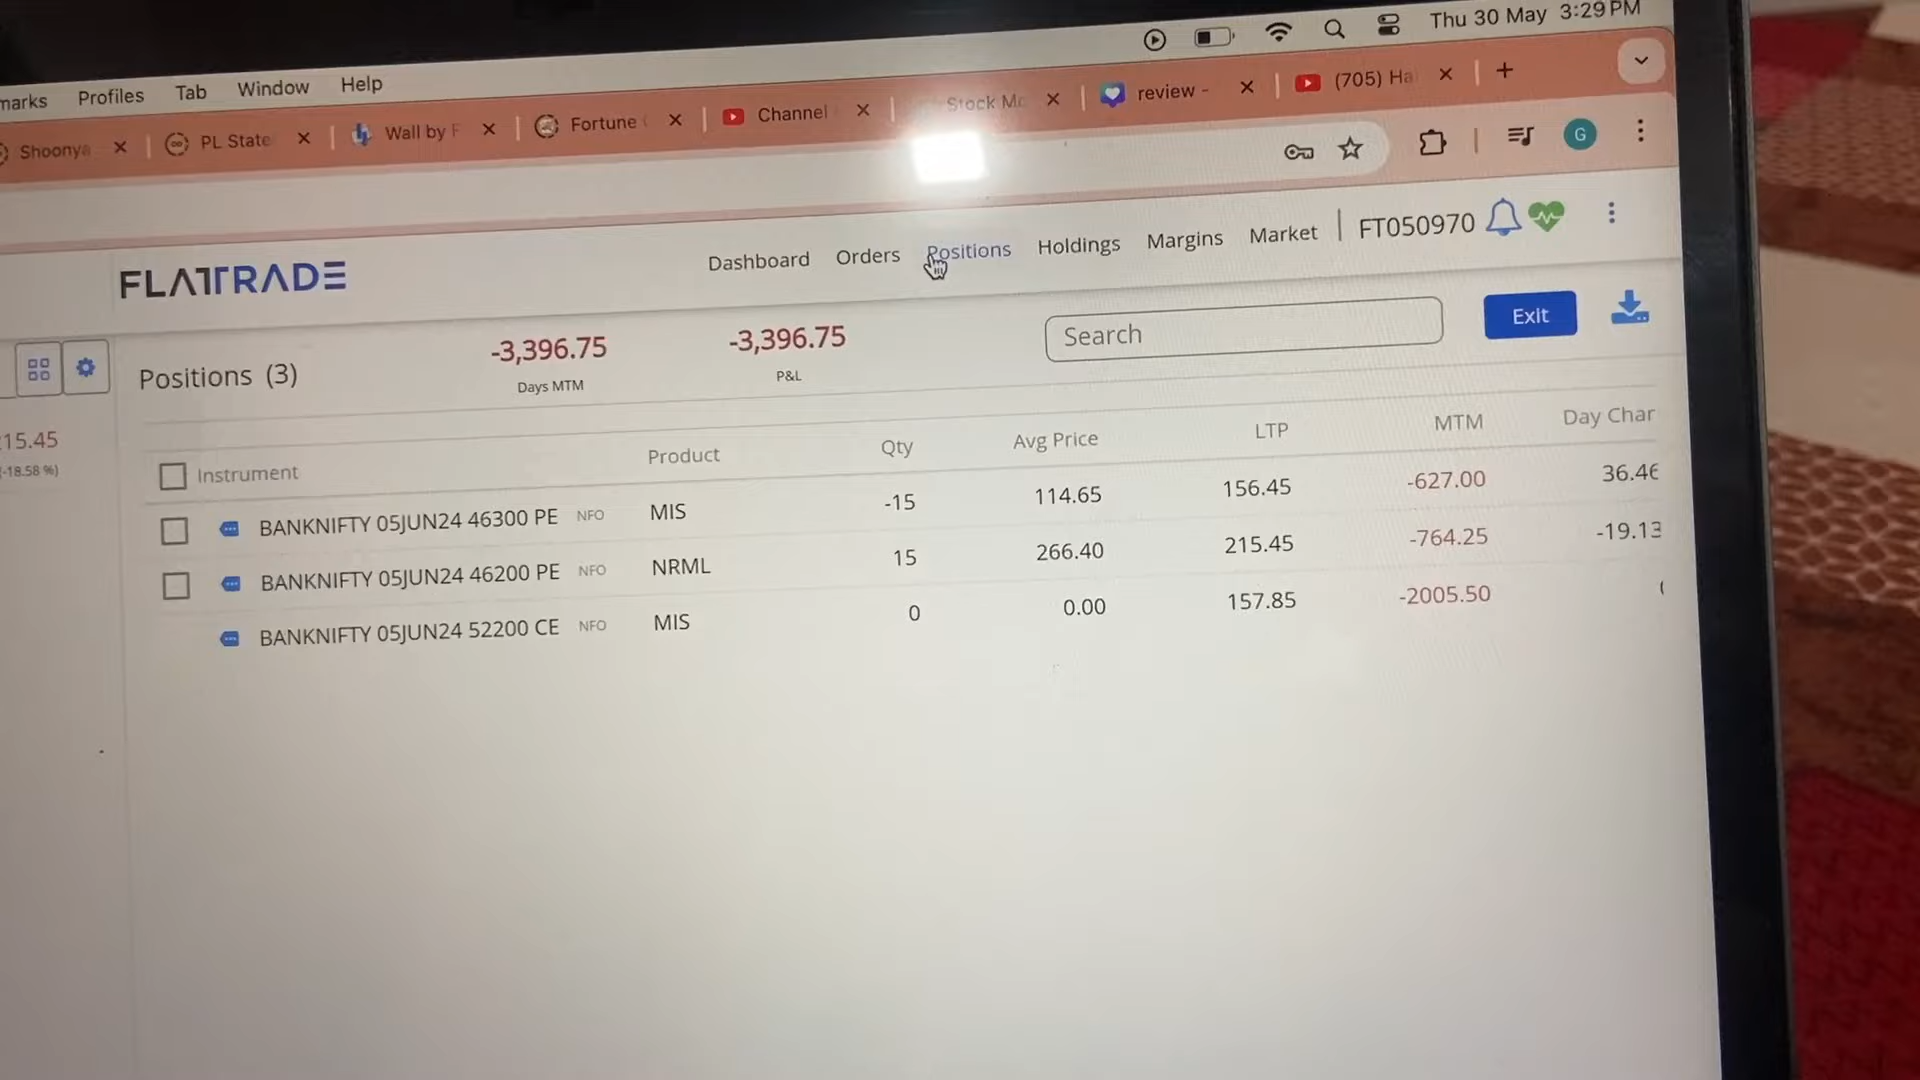 Thu 30 May 3:29 PM
marks Profiles Tab Window Help
Shoonya PL State Wall by F Fortune Channel Stock Mo review - (705) Ha
G
FLATTRADE Dashboard Orders Positions Holdings Margins Market FT050970
Positions (3) -3,396.75 Days MTM -3,396.75 P&L Search Exit
15.45
(-18.58 %)
Instrument Product Qty Avg Price LTP MTM Day Char
BANKNIFTY 05JUN24 46300 PE NFO MIS -15 114.65 156.45 -627.00 36.46
BANKNIFTY 05JUN24 46200 PE NFO NRML 15 266.40 215.45 -764.25 -19.13
BANKNIFTY 05JUN24 52200 CE NFO MIS 0 0.00 157.85 -2005.50